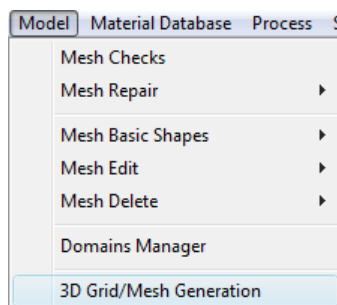 Model Material Database Process
Mesh Checks
Mesh Repair
Mesh Basic Shapes
Mesh Edit
Mesh Delete
Domains Manager
3D Grid/Mesh Generation